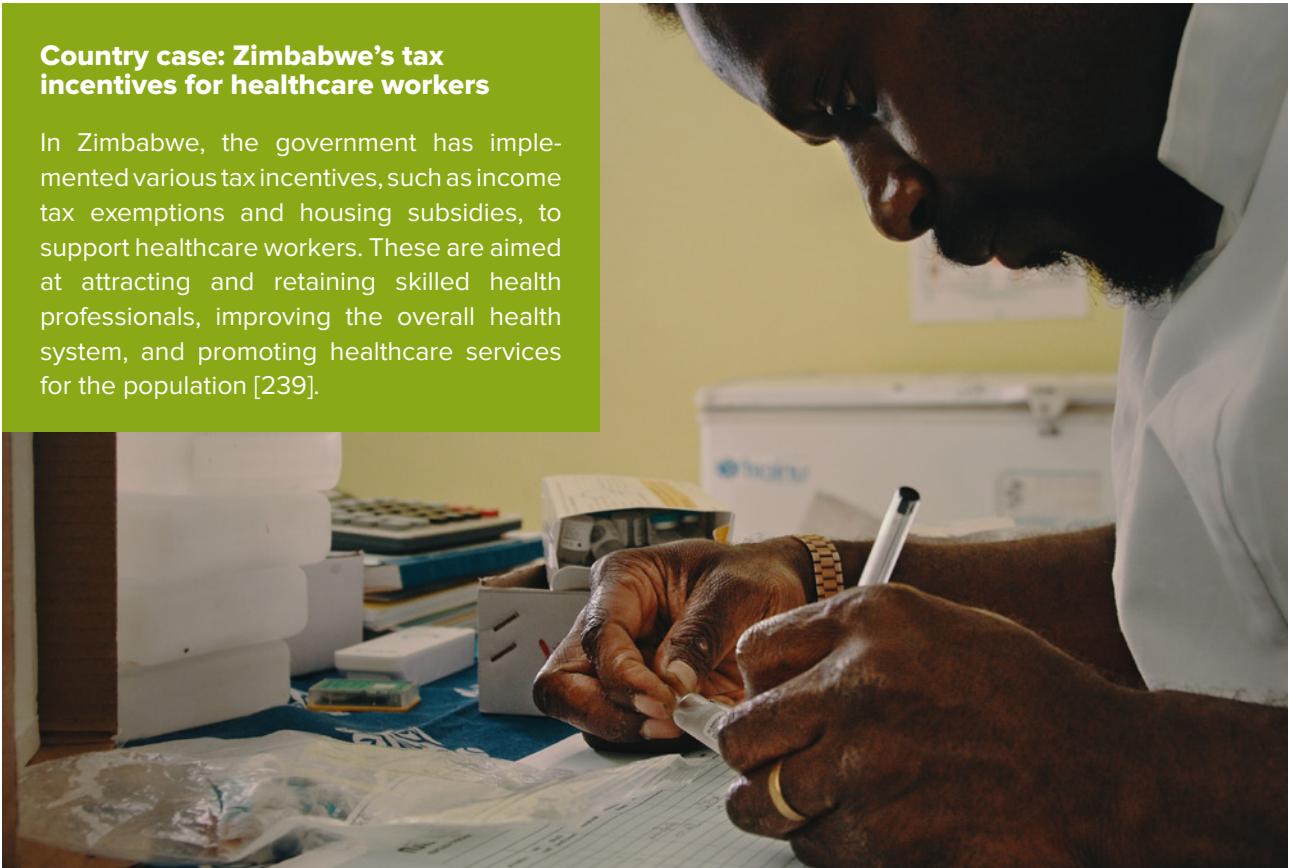 Country case: Zimbabwe’s tax
incentives for healthcare workers
In Zimbabwe, the government has imple-
mented various tax incentives, such as income
tax exemptions and housing subsidies, to
support healthcare workers. These are aimed
at attracting and retaining skilled health
professionals, improving the overall health
system, and promoting healthcare services
for the population [239].